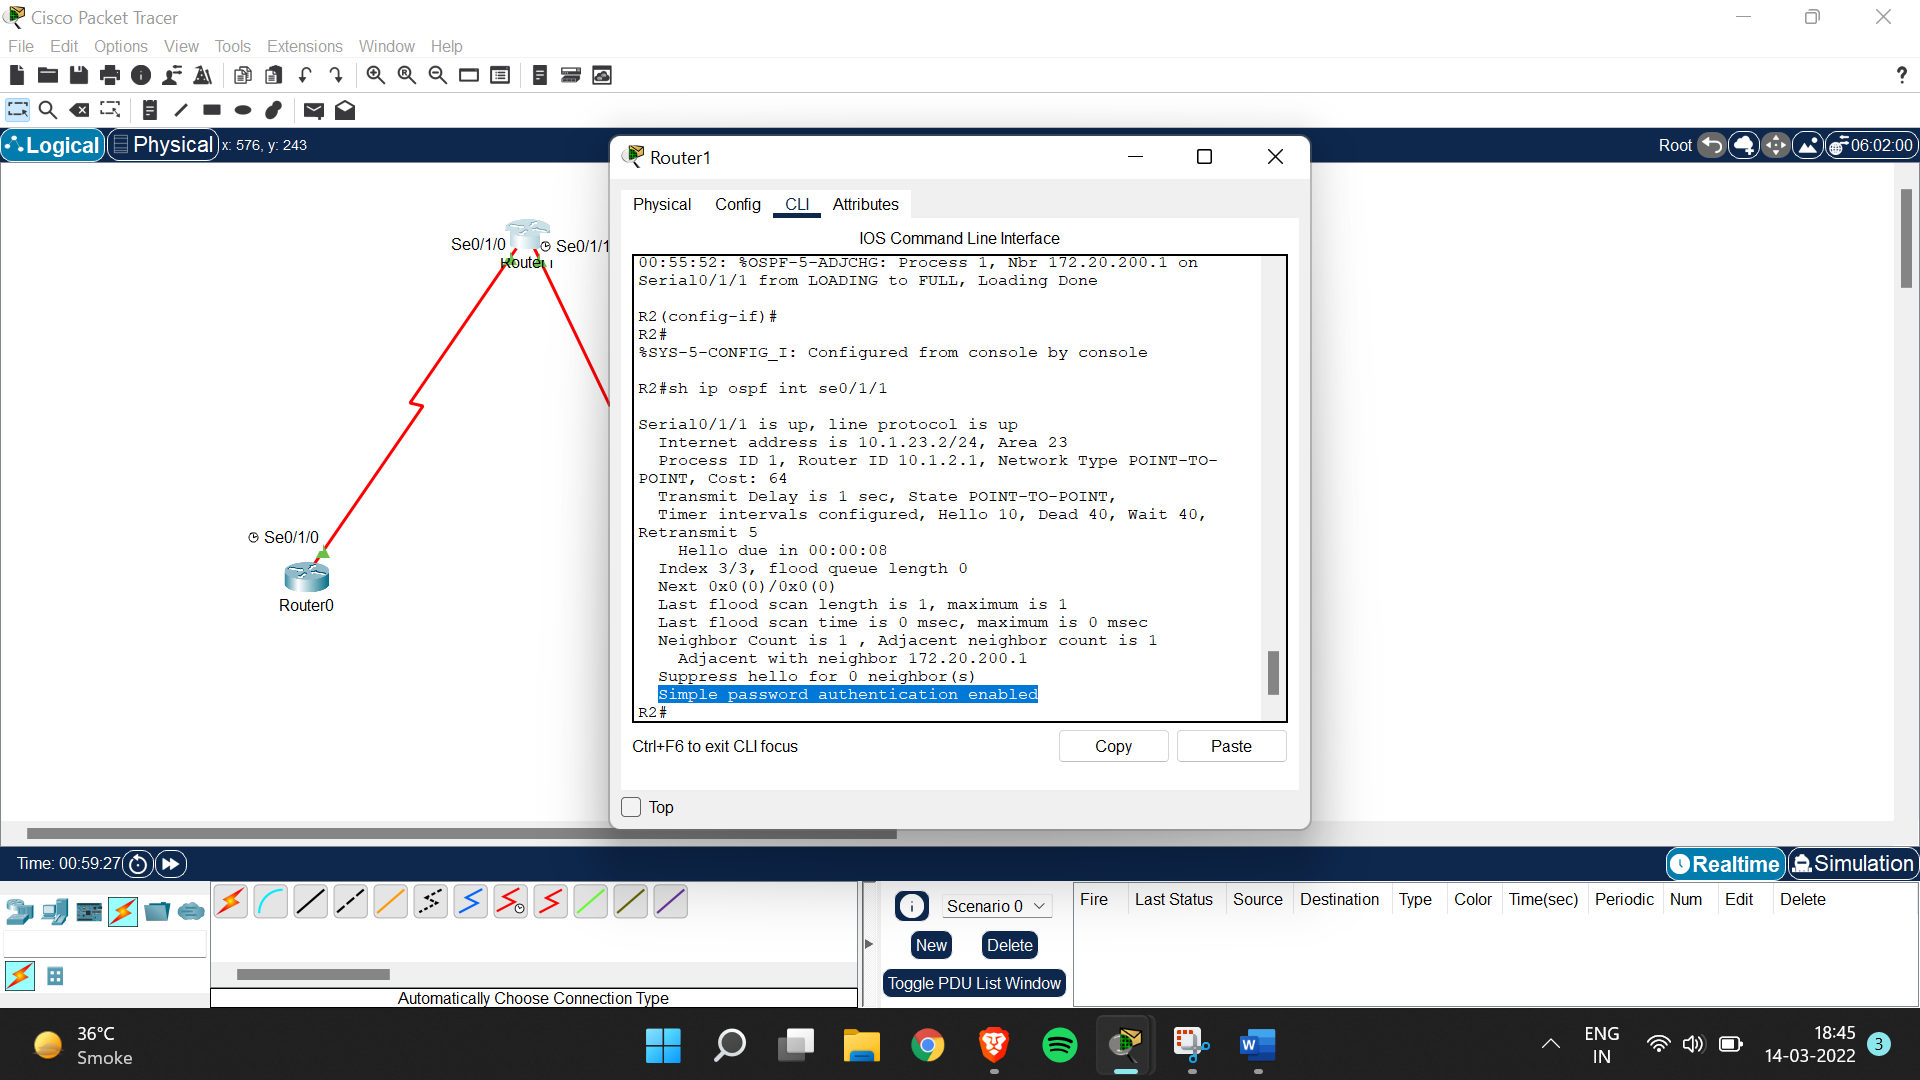 Cisco Packet Tracer
File Edit Options View Tools Extensions Window Help
Logical Physical x: 576, y: 243
Root 06:02:00
Se0/1/0 Se0/1/1
Se0/1/0
Router0
Router1
Physical Config CLI Attributes
IOS Command Line Interface
00:55:52: %OSPF-5-ADJCHG: Process 1, Nbr 172.20.200.1 on
Serial0/1/1 from LOADING to FULL, Loading Done
R2(config-if)#
R2#
%SYS-5-CONFIG_I: Configured from console by console
R2#sh ip ospf int se0/1/1
Serial0/1/1 is up, line protocol is up
Internet address is 10.1.23.2/24, Area 23
Process ID 1, Router ID 10.1.2.1, Network Type POINT-TO-
POINT, Cost: 64
Transmit Delay is 1 sec, State POINT-TO-POINT,
Timer intervals configured, Hello 10, Dead 40, Wait 40,
Retransmit 5
Hello due in 00:00:08
Index 3/3, flood queue length 0
Next 0x0(0)/0x0(0)
Last flood scan length is 1, maximum is 1
Last flood scan time is 0 msec, maximum is 0 msec
Neighbor Count is 1 , Adjacent neighbor count is 1
Adjacent with neighbor 172.20.200.1
Suppress hello for 0 neighbor(s)
Simple password authentication enabled
R2#
Ctrl+F6 to exit CLI focus
Copy Paste
Top
Time: 00:59:27
Realtime Simulation
Automatically Choose Connection Type
Scenario 0
New Delete
Toggle PDU List Window
Fire Last Status Source Destination Type Color Time(sec) Periodic Num Edit Delete
36°C
Smoke
ENG
IN
18:45
14-03-2022
3